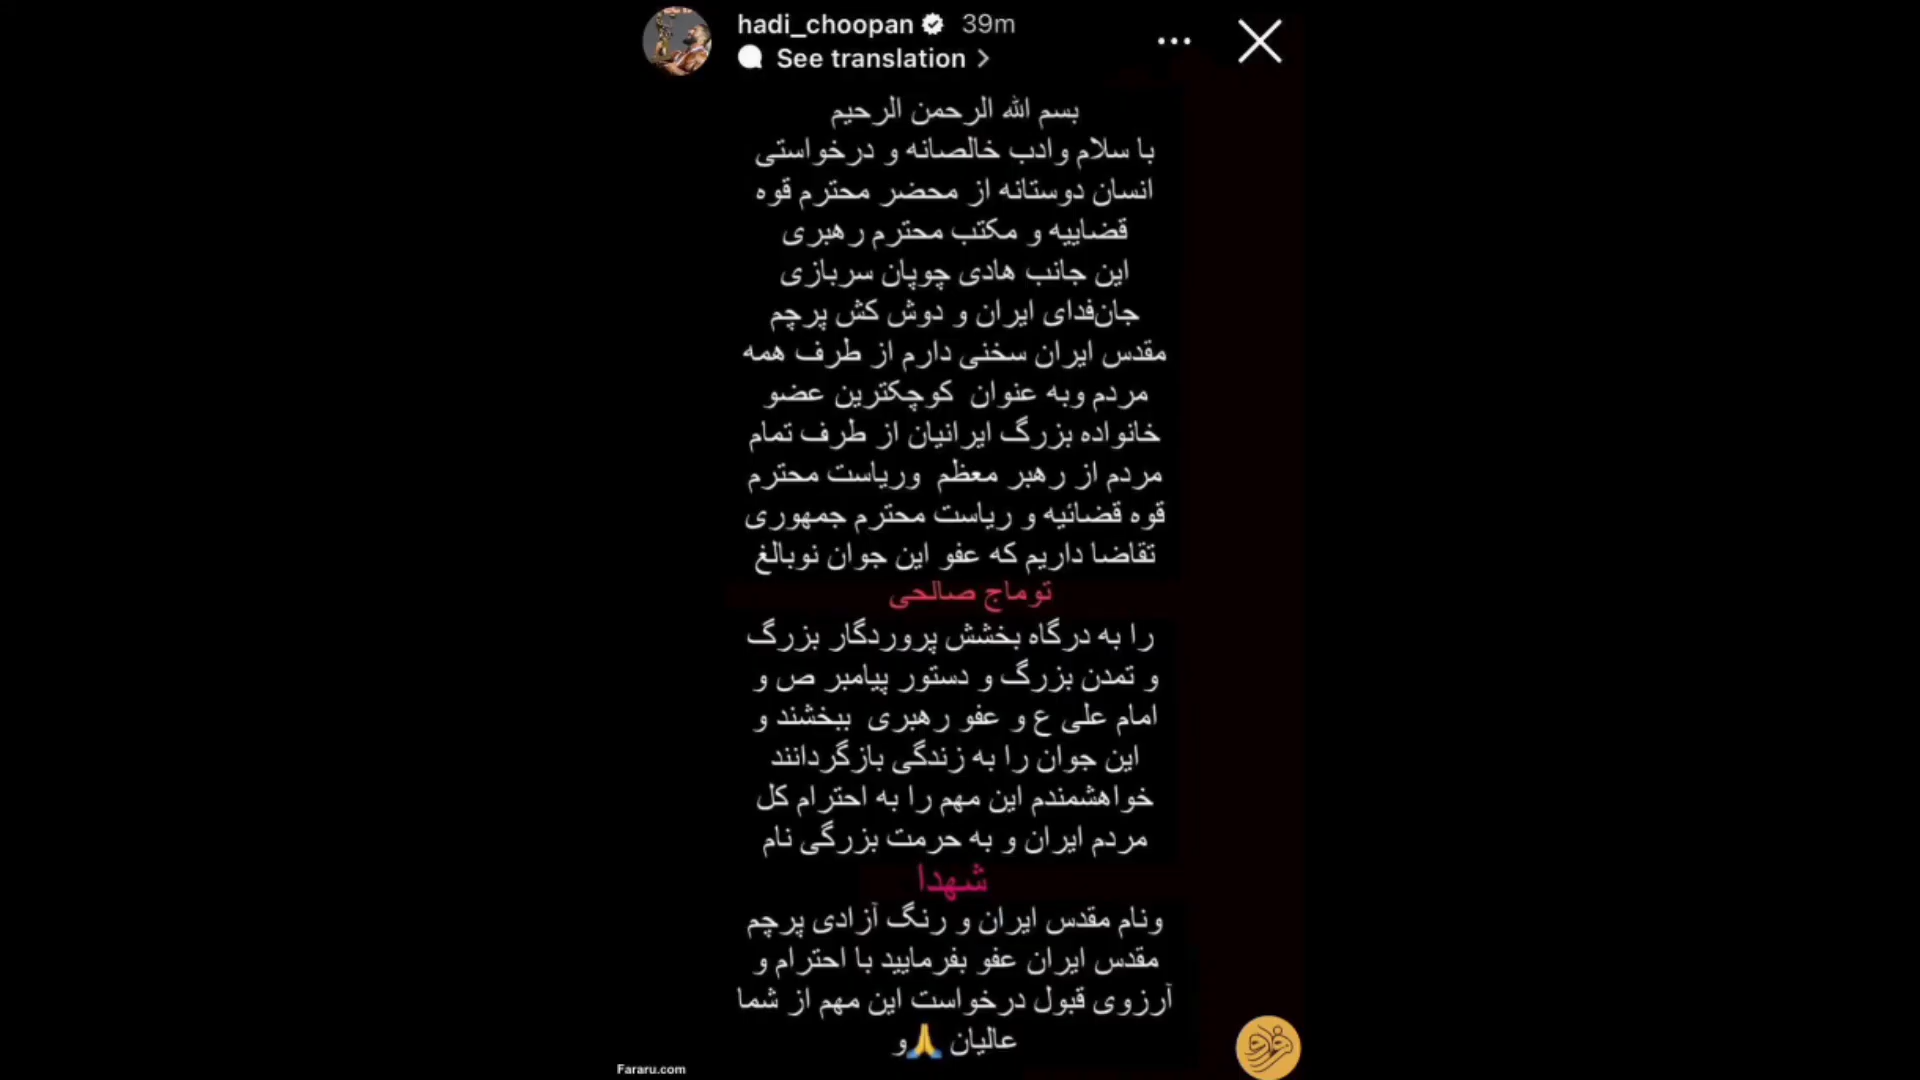 hadi_choopan 39m
See translation >
بسم الله الرحمن الرحیم
با سلام وادب خالصانه و درخواستی
انسان دوستانه از محضر محترم قوه
قضاییه و مکتب محترم رهبری
این جانب هادی چوپان سربازی
جان‌فدای ایران و دوش کش پرچم
مقدس ایران سخنی دارم از طرف همه
مردم وبه عنوان کوچکترین عضو
خانواده بزرگ ایرانیان از طرف تمام
مردم از رهبر معظم وریاست محترم
قوه قضائیه و ریاست محترم جمهوری
تقاضا داریم که عفو این جوان نوبالغ
توماج صالحی
را به درگاه بخشش پروردگار بزرگ
و تمدن بزرگ و دستور پیامبر ص و
امام علی ع و عفو رهبری ببخشند و
این جوان را به زندگی بازگردانند
خواهشمندم این مهم را به احترام کل
مردم ایران و به حرمت بزرگی نام
شهدا
ونام مقدس ایران و رنگ آزادی پرچم
مقدس ایران عفو بفرمایید با احترام و
آرزوی قبول درخواست این مهم از شما
عالیان 🙏و
Fararu.com
فرارو